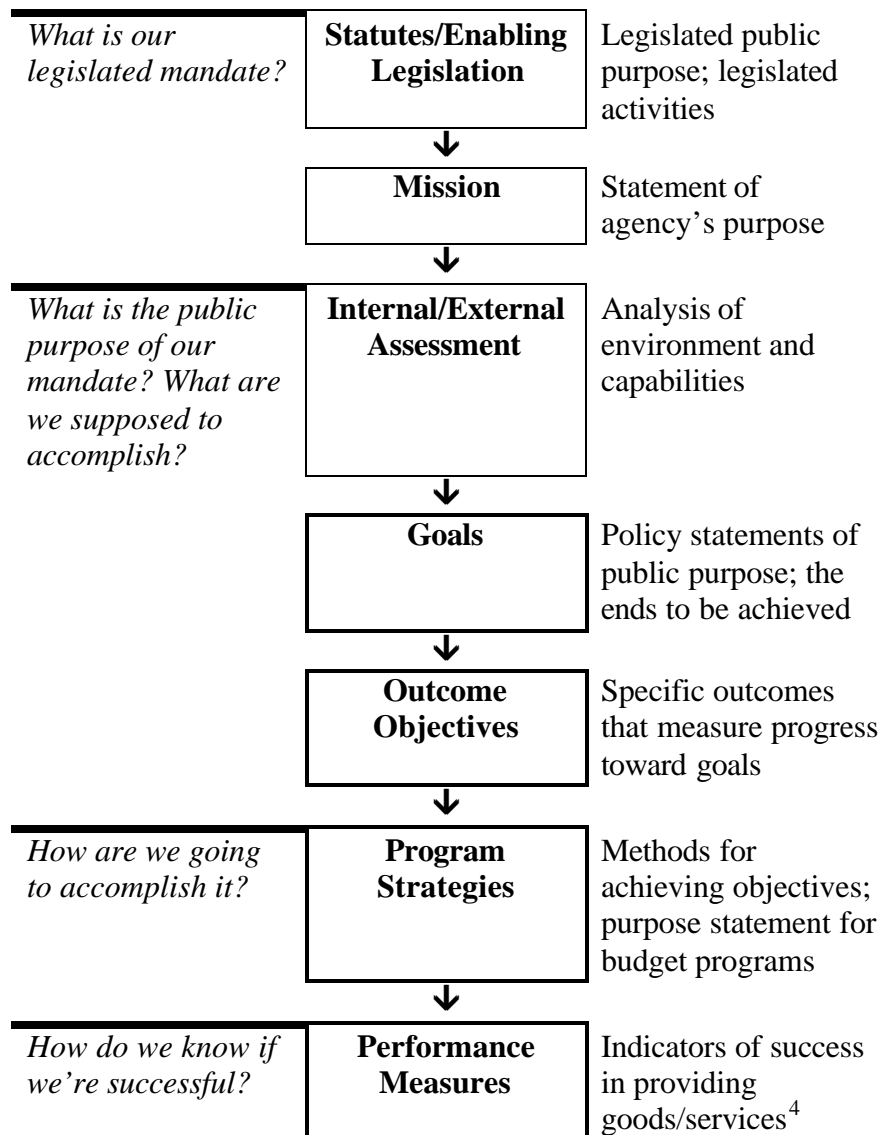 What is our
legislated mandate?
Statutes/Enabling
Legislation
Legislated public
purpose; legislated
activities
Mission
Statement of
agency's purpose
What is the public
purpose of our
mandate? What are
we supposed to
accomplish?
Internal/External
Assessment
Analysis of
environment and
capabilities
Goals
Policy statements of
public purpose; the
ends to be achieved
Outcome
Objectives
Specific outcomes
that measure progress
toward goals
How are we going
to accomplish it?
Program
Strategies
Methods for
achieving objectives;
purpose statement for
budget programs
How do we know if
we're successful?
Performance
Measures
Indicators of success
in providing
goods/services4